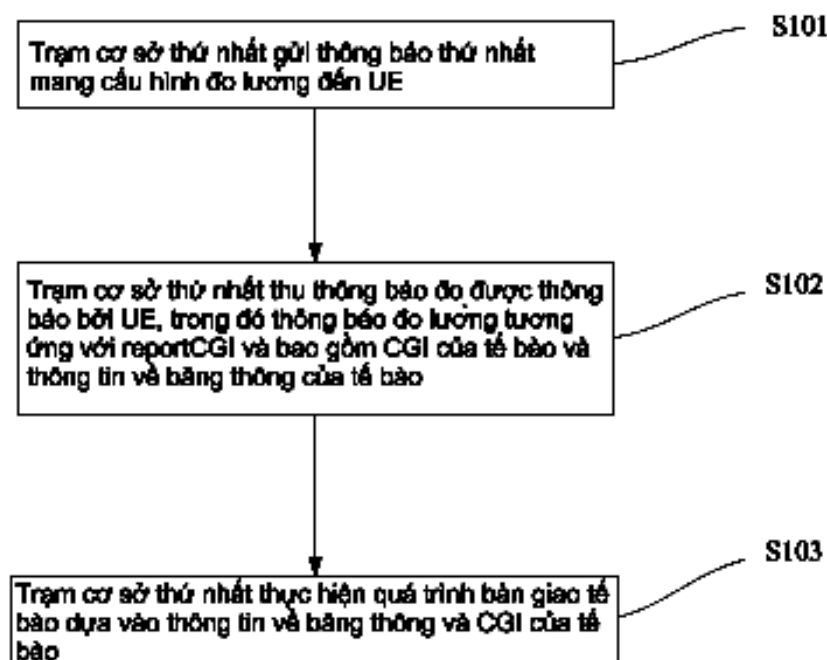 Trạm cơ sở thứ nhất gửi thông báo thứ nhất
mang cấu hình đo lường đến UE
S101
Trạm cơ sở thứ nhất thu thông báo đo được thông
báo bởi UE, trong đó thông báo đo lường tương
ứng với reportCGI và bao gồm CGI của tế bào và
thông tin về băng thông của tế bào
S102
Trạm cơ sở thứ nhất thực hiện quá trình bàn giao tế
bào dựa vào thông tin về băng thông và CGI của tế
bào
S103